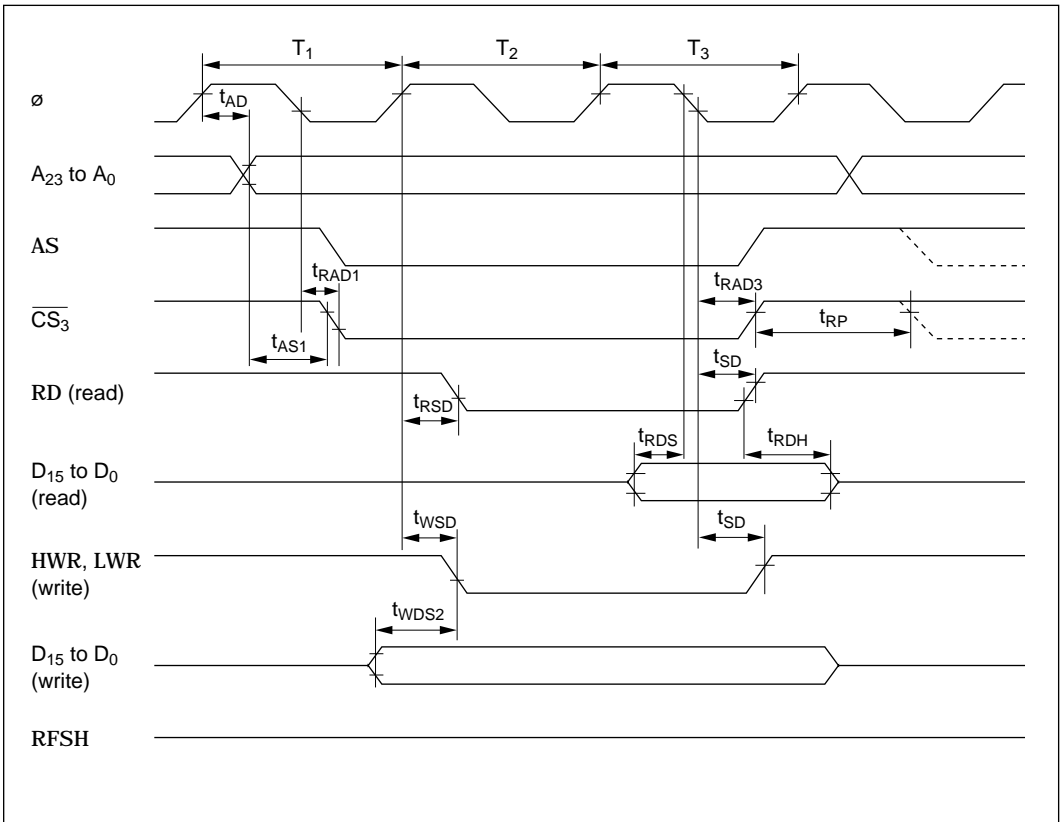 T1 T2 T3
ø
tAD
A23 to A0
AS
tRAD1 tRAD3
CS3
tRP
tAS1
tSD
RD (read)
tRSD
tRDS tRDH
D15 to D0
(read)
tWSD tSD
HWR, LWR
(write)
tWDS2
D15 to D0
(write)
RFSH